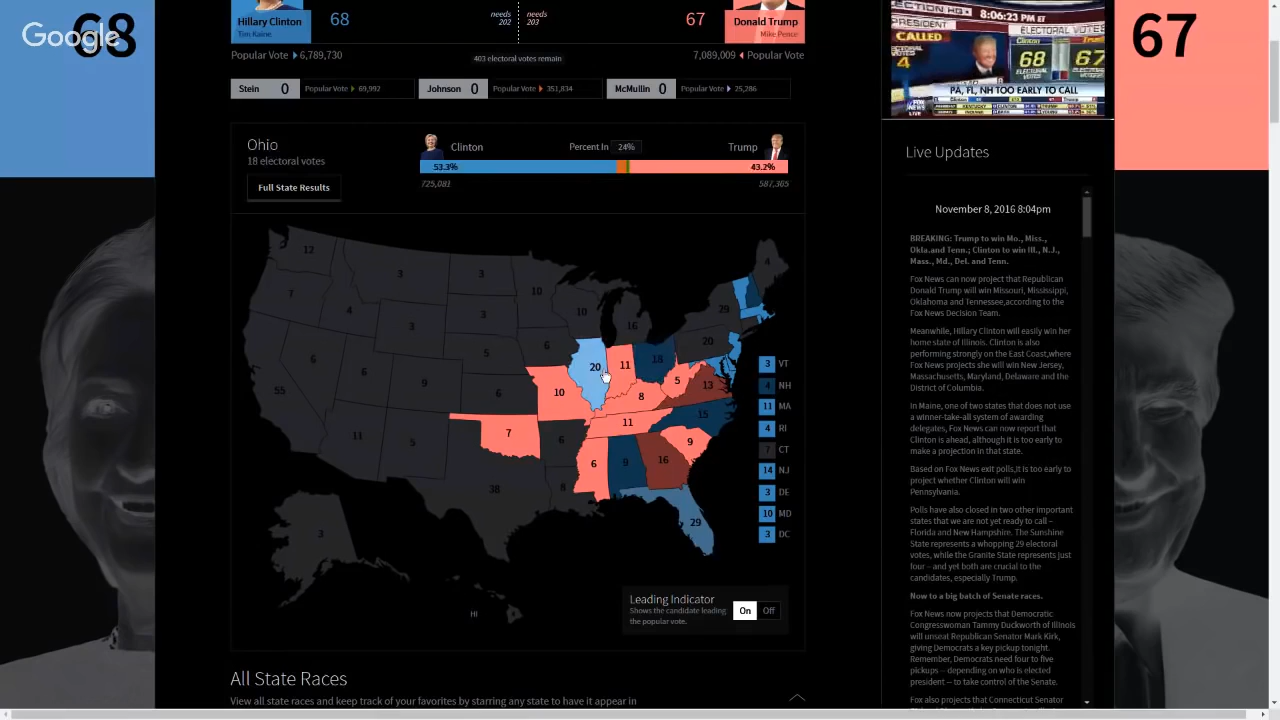 Google
68
Hillary Clinton
Tim Kaine
68
needs
202
needs
203
67
Donald Trump
Mike Pence
67
Popular Vote 6,789,730
403 electoral votes remain
7,089,009 Popular Vote
Stein 0 Popular Vote 69,992
Johnson 0 Popular Vote 351,834
McMullin 0 Popular Vote 25,286
8:06:23 PM ET
PRESIDENT
CALLED
ELECTORAL VOTES
4
Clinton
68
67
ELECTORAL
VOTES
PA, FL, NH TOO EARLY TO CALL
FOX
NEWS
LIVE
Ohio
18 electoral votes
Full State Results
Clinton
Percent In 24%
Trump
53.3%
43.2%
725,081
587,365
12
3
3
10
4
3
3
10
16
29
6
5
6
20
6
9
6
20
11
18
5
13
10
8
11
5
7
6
11
15
9
6
9
16
38
8
29
HI
3 VT
4 NH
11 MA
4 RI
7 CT
14 NJ
3 DE
10 MD
3 DC
Leading Indicator
Shows the candidate leading
the popular vote.
On Off
All State Races
View all state races and keep track of your favorites by starring any state to have it appear in
Live Updates
November 8, 2016 8:04pm
BREAKING: Trump to win Mo., Miss.,
Okla.and Tenn.; Clinton to win Ill., N.J.,
Mass., Md., Del. and Tenn.
Fox News can now project that Republican
Donald Trump will win Missouri, Mississippi,
Oklahoma and Tennessee,according to the
Fox News Decision Team.
Meanwhile, Hillary Clinton will easily win her
home state of Illinois. Clinton is also
performing strongly on the East Coast,where
Fox News projects she will win New Jersey,
Massachusetts, Maryland, Delaware and the
District of Columbia.
In Maine, one of two states that does not use
a winner-take-all system of awarding
delegates, Fox News can now report that
Clinton is ahead, although it is too early to
make a projection in that state.
Based on Fox News exit polls,it is too early to
project whether Clinton will win
Pennsylvania.
Polls have also closed in two other important
states that we are not yet ready to call –
Florida and New Hampshire. The Sunshine
State represents a whopping 29 electoral
votes, while the Granite State represents just
four – and yet both are crucial to the
candidates, especially Trump.
Now to a big batch of Senate races.
Fox News now projects that Democratic
Congresswoman Tammy Duckworth of Illinois
will unseat Republican Senator Mark Kirk,
giving Democrats a key pickup tonight.
Remember, Democrats need four to five
pickups – depending on who is elected
president – to take control of the Senate.
Fox also projects that Connecticut Senator